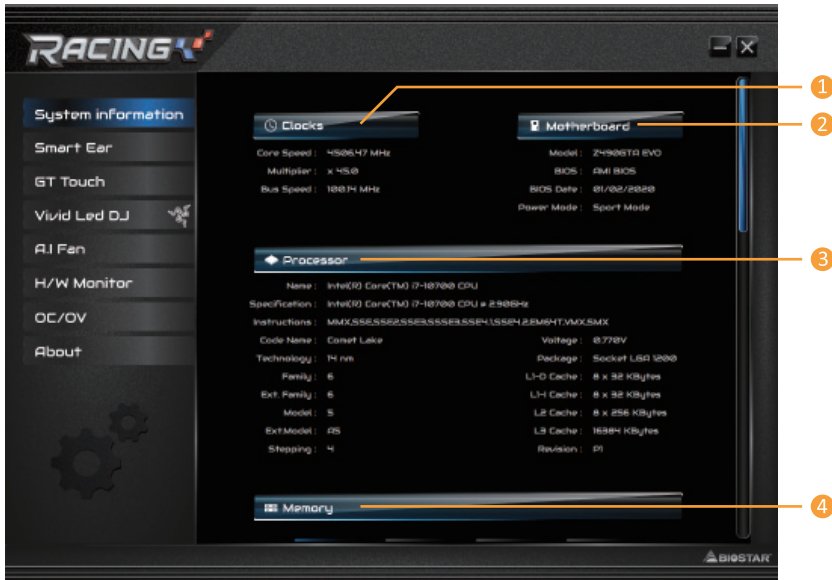 RACING
System information
Smart Ear
GT Touch
Vivid Led DJ
A.I Fan
H/W Monitor
OC/OV
About
Clocks
Core Speed : 4506.47 MHz
Multiplier : x 45.0
Bus Speed : 100.14 MHz
Motherboard
Model : Z490GTA EVO
BIOS : AMI BIOS
BIOS Date : 01/02/2020
Power Mode : Sport Mode
Processor
Name : Intel(R) Core(TM) i7-10700 CPU
Specification : Intel(R) Core(TM) i7-10700 CPU @ 2.90GHz
Instructions : MMX,SSE,SSE2,SSE3,SSSE3,SSE4.1,SSE4.2,EM64T,VMX,SMX
Code Name : Comet Lake
Technology : 14 nm
Family : 6
Ext. Family : 6
Model : 5
Ext.Model : A5
Stepping : 4
Voltage : 0.770V
Package : Socket LGA 1200
L1-D Cache : 8 x 32 KBytes
L1-I Cache : 8 x 32 KBytes
L2 Cache : 8 x 256 KBytes
L3 Cache : 16384 KBytes
Revision : P1
Memory
BIOSTAR
1
2
3
4